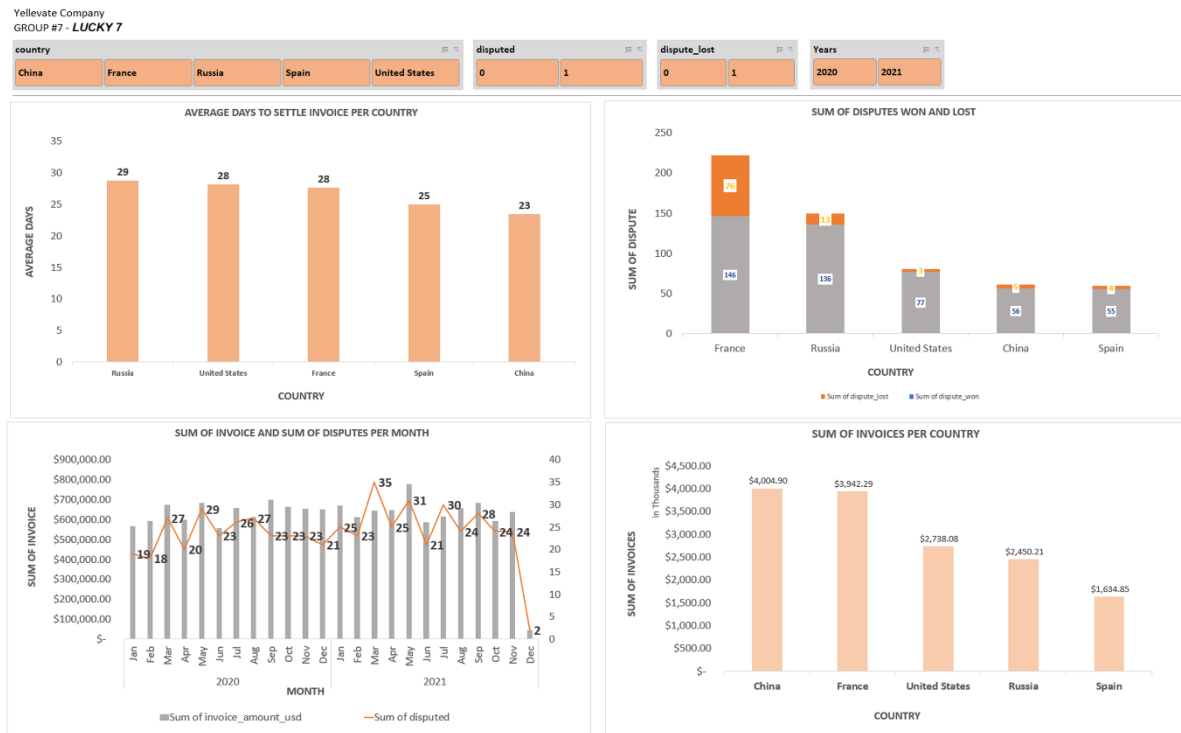 Yellevate Company
GROUP #7 - LUCKY 7
country
China France Russia Spain United States
disputed
0 1
dispute_lost
0 1
Years
2020 2021
AVERAGE DAYS TO SETTLE INVOICE PER COUNTRY
AVERAGE DAYS
35
30
25
20
15
10
5
0
29 28 28 25 23
Russia United States France Spain China
COUNTRY
SUM OF DISPUTES WON AND LOST
SUM OF DISPUTE
250
200
150
100
50
0
76 13 3 5 4
146 136 77 56 55
France Russia United States China Spain
COUNTRY
Sum of dispute_lost Sum of dispute_won
SUM OF INVOICE AND SUM OF DISPUTES PER MONTH
SUM OF INVOICE
$900,000.00
$800,000.00
$700,000.00
$600,000.00
$500,000.00
$400,000.00
$300,000.00
$200,000.00
$100,000.00
$-
40
35
30
25
20
15
10
5
0
19 18 27 20 29 23 26 27 23 23 23 21 25 23 35 25 31 21 30 24 28 24 24 2
Jan Feb Mar Apr May Jun Jul Aug Sep Oct Nov Dec Jan Feb Mar Apr May Jun Jul Aug Sep Oct Nov Dec
2020 2021
MONTH
Sum of invoice_amount_usd Sum of disputed
SUM OF INVOICES PER COUNTRY
SUM OF INVOICES
in Thousands
$4,500.00
$4,000.00
$3,500.00
$3,000.00
$2,500.00
$2,000.00
$1,500.00
$1,000.00
$500.00
$-
$4,004.90 $3,942.29 $2,738.08 $2,450.21 $1,634.85
China France United States Russia Spain
COUNTRY